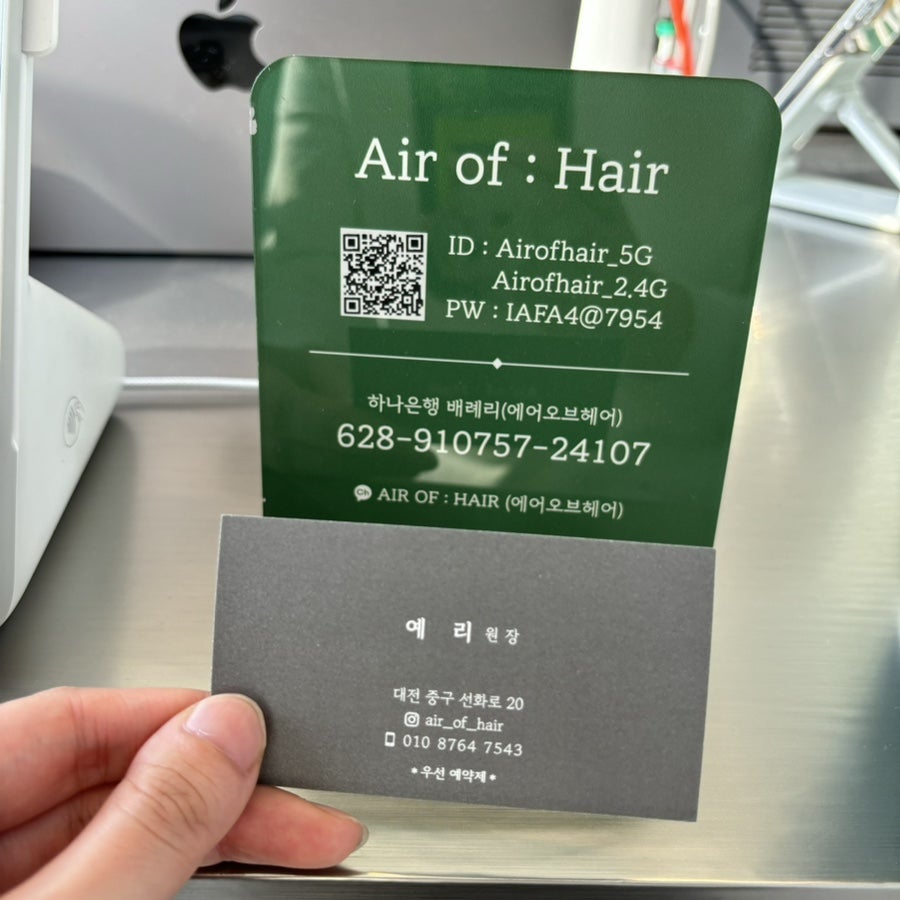 Air of : Hair
ID : Airofhair_5G
Airofhair_2.4G
PW : IAFA4@7954
하나은행 배례리(에어오브헤어)
628-910757-24107
Ch AIR OF : HAIR (에어오브헤어)
예 리 원장
대전 중구 선화로 20
air_of_hair
010 8764 7543
*우선 예약제*